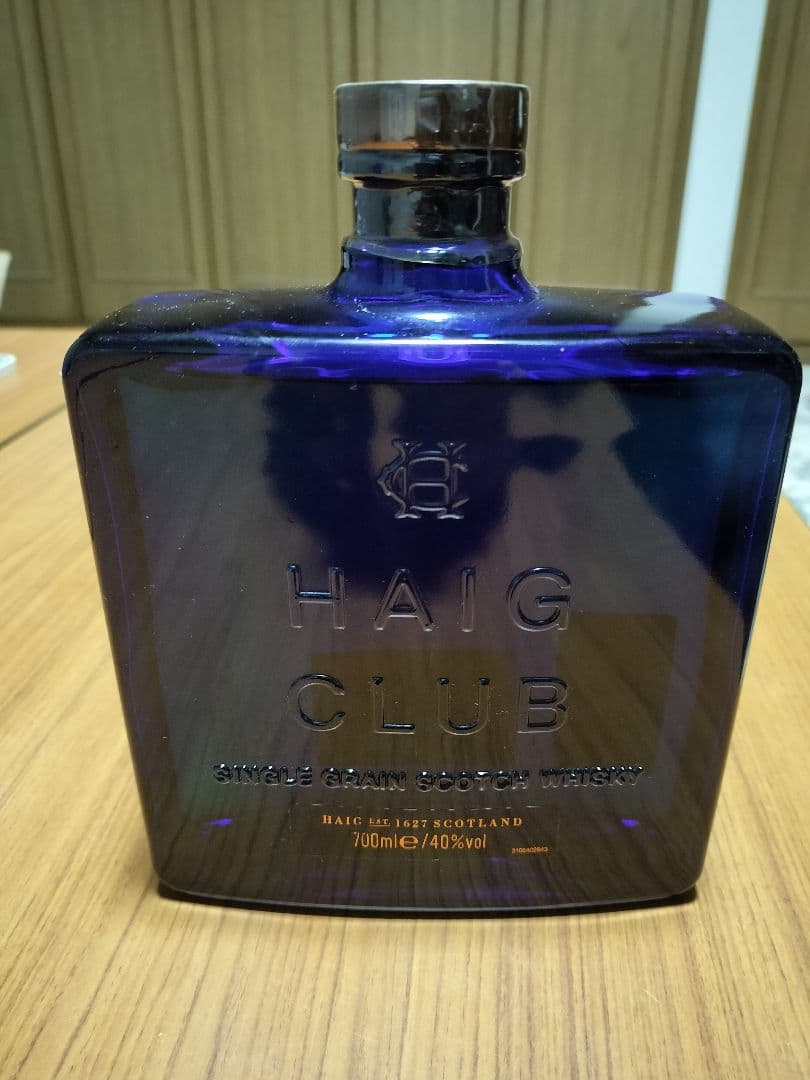 HAIG
CLUB
SINGLE GRAIN SCOTCH WHISKY
HAIG EST. 1627 SCOTLAND
700ml℮/40%vol